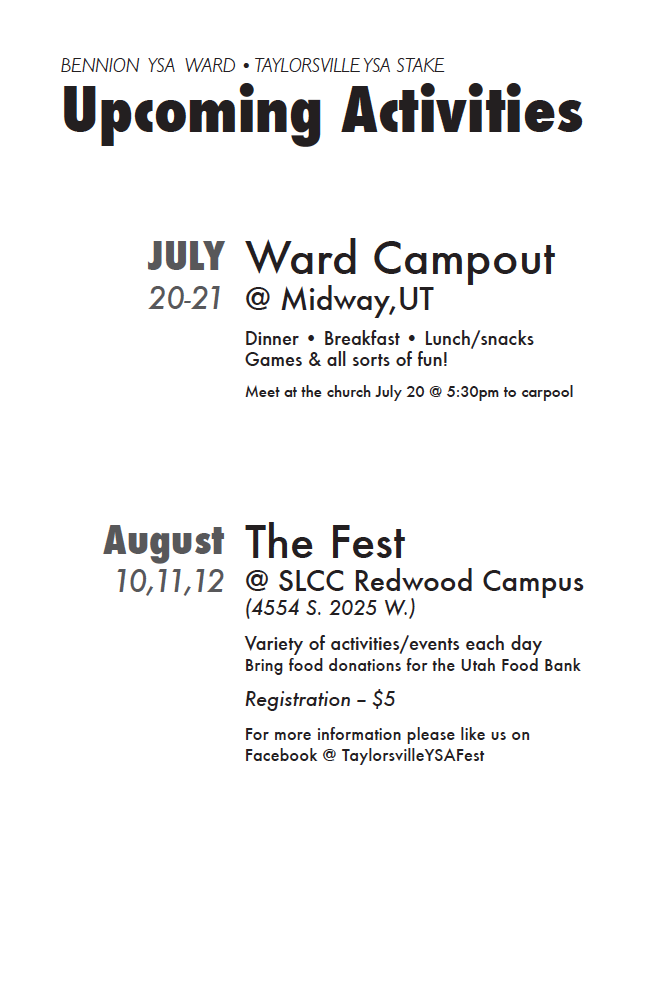 BENNION YSA WARD • TAYLORSVILLE YSA STAKE
Upcoming Activities
JULY
20-21
Ward Campout
@ Midway,UT
Dinner • Breakfast • Lunch/snacks
Games & all sorts of fun!
Meet at the church July 20 @ 5:30pm to carpool
August
10,11,12
The Fest
@ SLCC Redwood Campus
(4554 S. 2025 W.)
Variety of activities/events each day
Bring food donations for the Utah Food Bank
Registration – $5
For more information please like us on
Facebook @ TaylorsvilleYSAFest